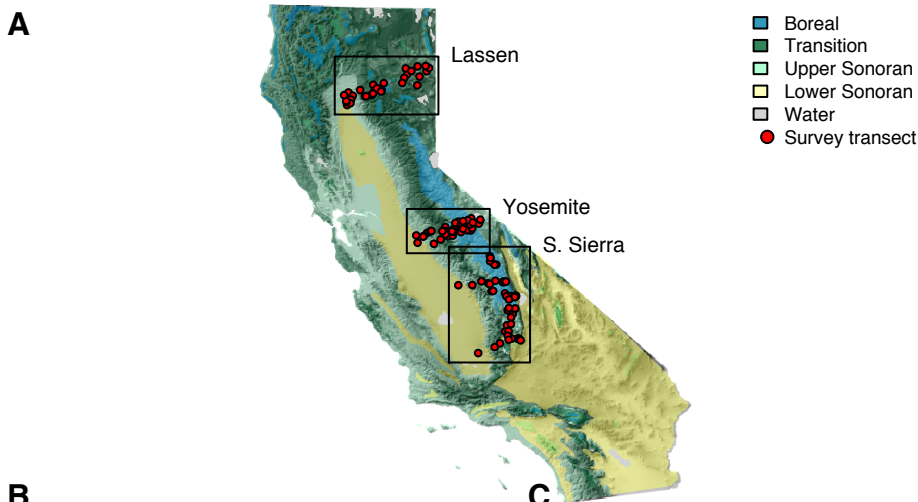 A
Boreal
Transition
Upper Sonoran
Lower Sonoran
Water
Survey transect
Lassen
Yosemite
S. Sierra
B
C